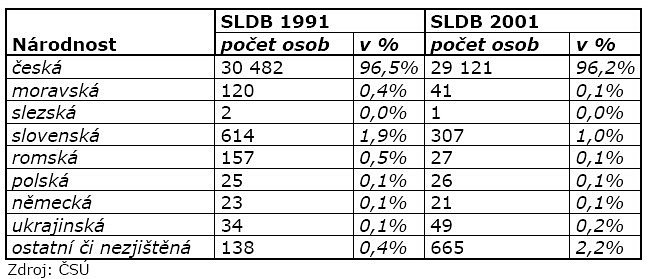 SLDB 1991 SLDB 2001
Národnost počet osob v % počet osob v %
česká 30 482 96,5% 29 121 96,2%
moravská 120 0,4% 41 0,1%
slezská 2 0,0% 1 0,0%
slovenská 614 1,9% 307 1,0%
romská 157 0,5% 27 0,1%
polská 25 0,1% 26 0,1%
německá 23 0,1% 21 0,1%
ukrajinská 34 0,1% 49 0,2%
ostatní či nezjištěná 138 0,4% 665 2,2%
Zdroj: ČSÚ